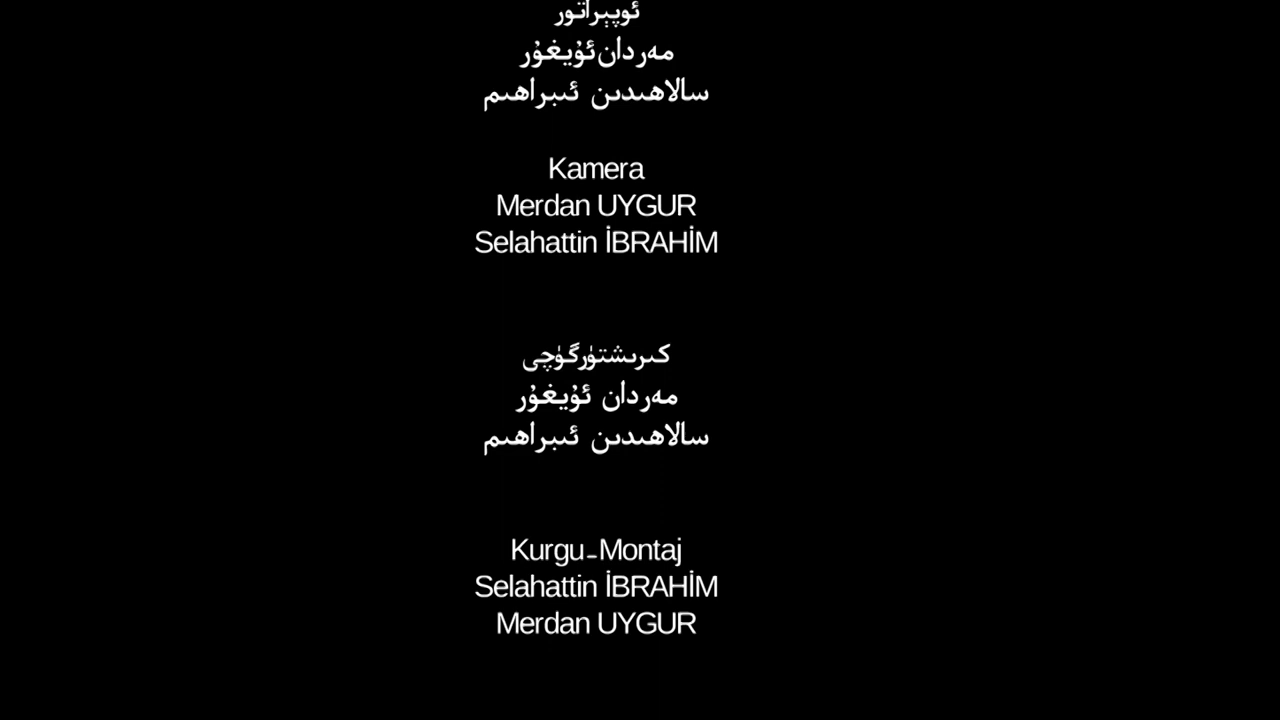 ئوپېراتور
مەردان ئۇيغۇر
سالاھىدىن ئىبراھىم
Kamera
Merdan UYGUR
Selahattin İBRAHİM
كىرىشتۈرگۈچى
مەردان ئۇيغۇر
سالاھىدىن ئىبراھىم
Kurgu-Montaj
Selahattin İBRAHİM
Merdan UYGUR